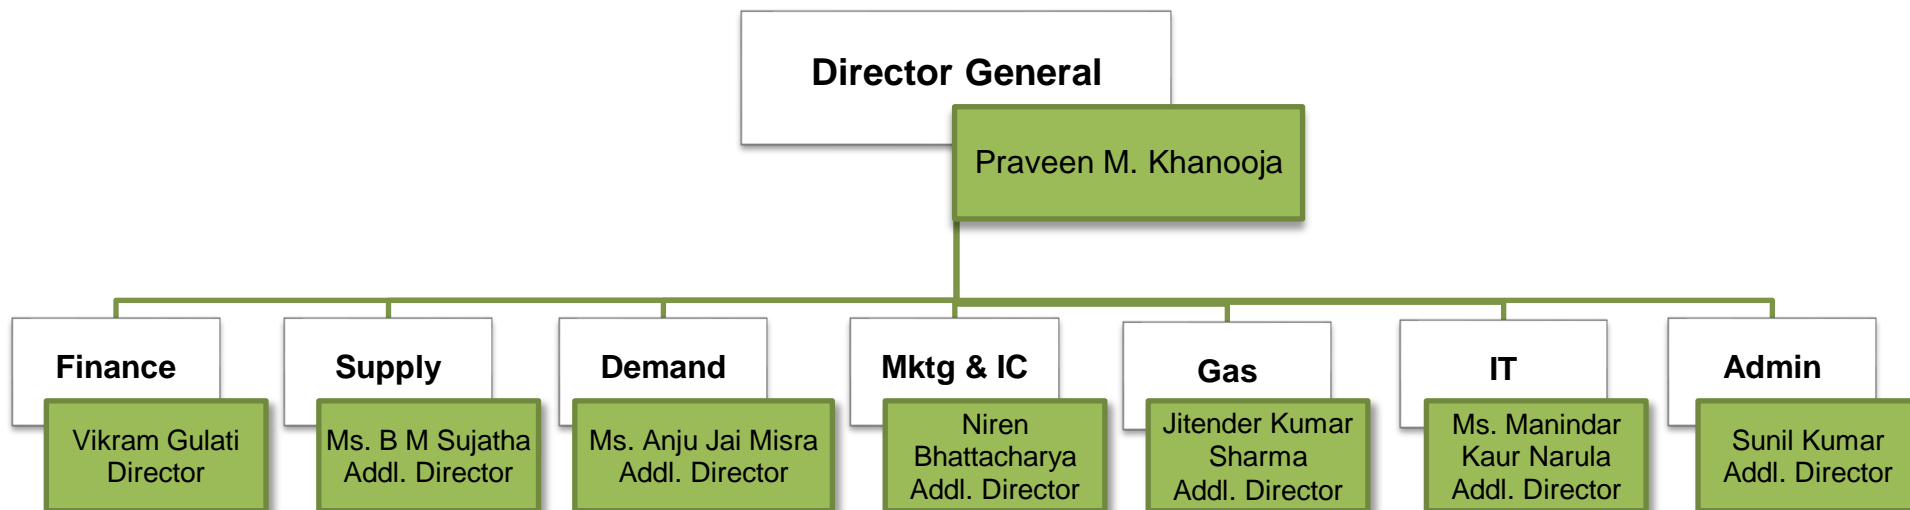 Director General
Praveen M. Khanooja
Finance
Vikram Gulati
Director
Supply
Ms. B M Sujatha
Addl. Director
Demand
Ms. Anju Jai Misra
Addl. Director
Mktg & IC
Niren
Bhattacharya
Addl. Director
Gas
Jitender Kumar
Sharma
Addl. Director
IT
Ms. Manindar
Kaur Narula
Addl. Director
Admin
Sunil Kumar
Addl. Director